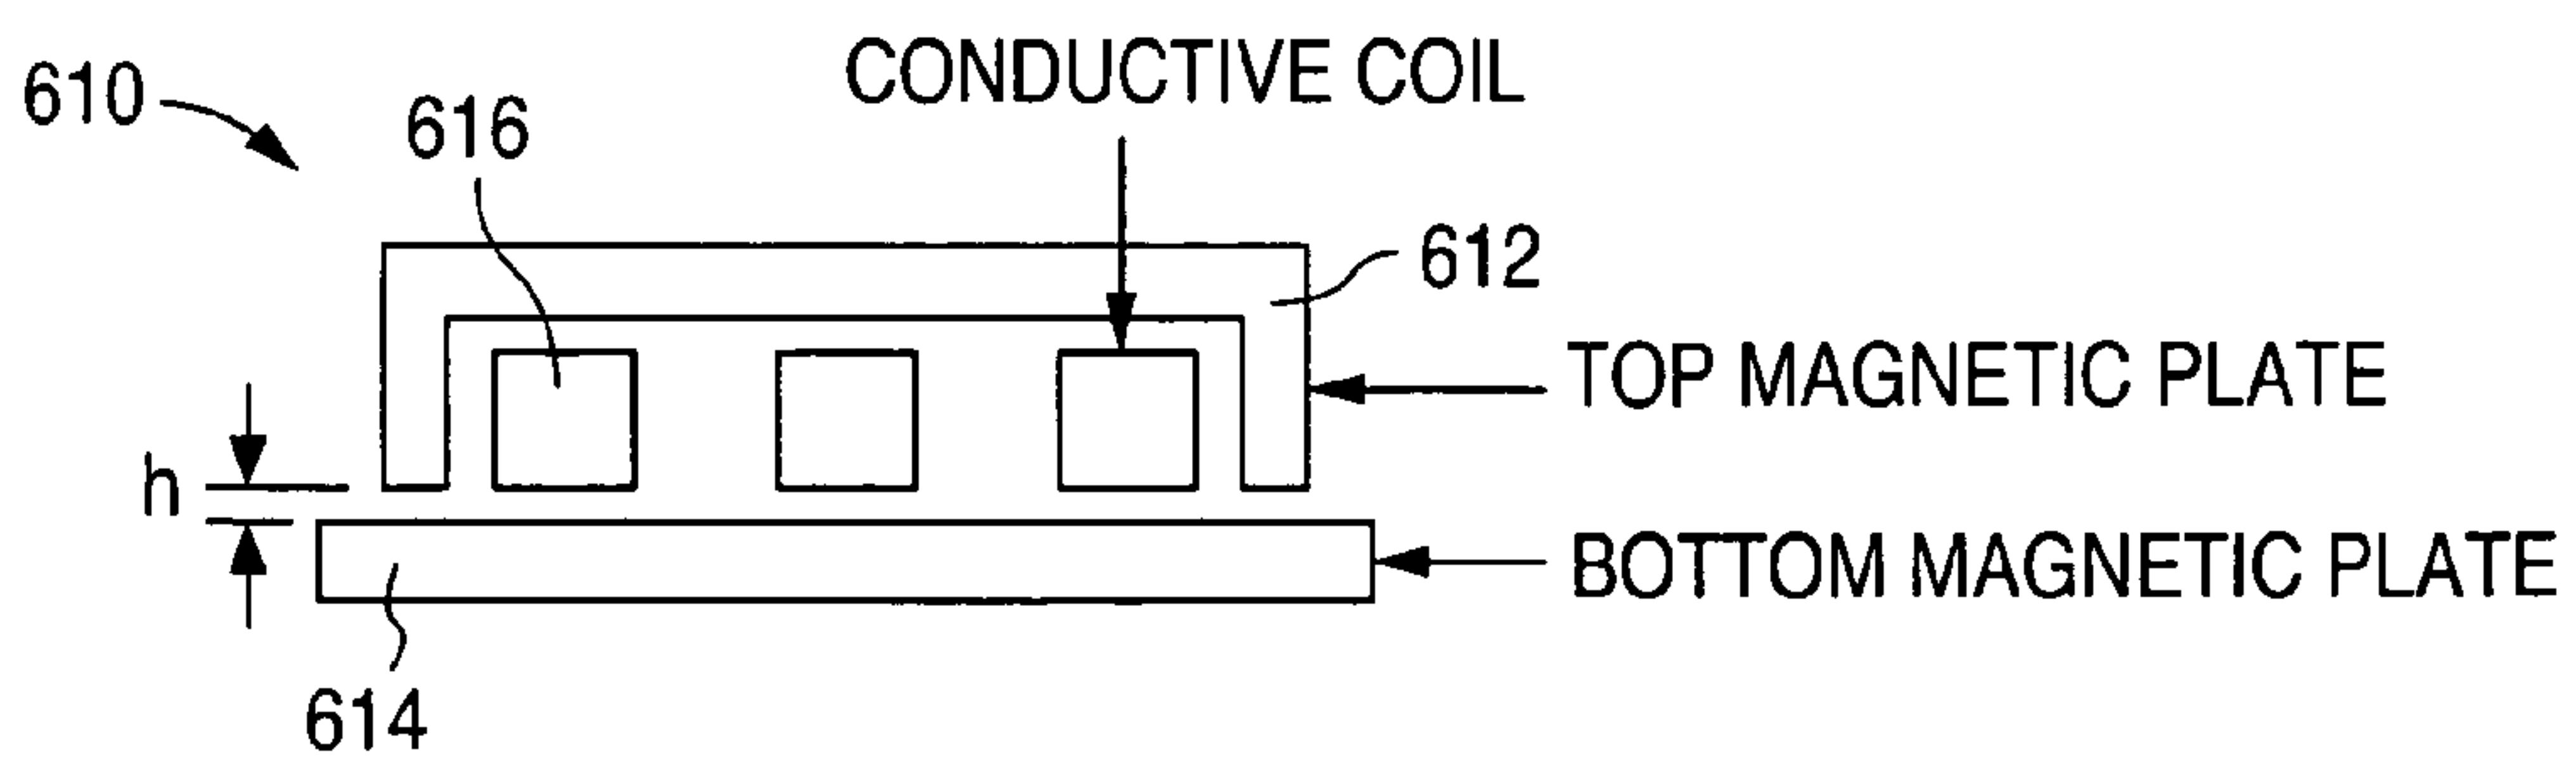 610
616
CONDUCTIVE COIL
612
TOP MAGNETIC PLATE
h
BOTTOM MAGNETIC PLATE
614